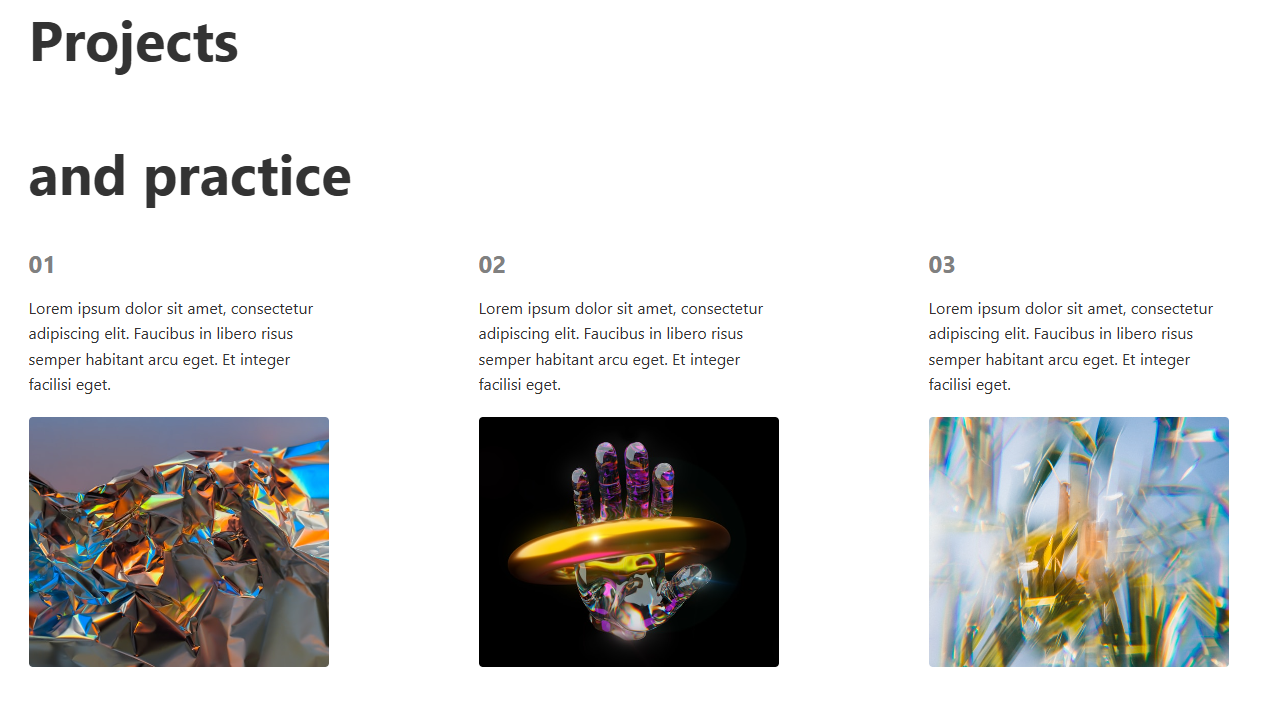 Projects
and practice
01
Lorem ipsum dolor sit amet, consectetur
adipiscing elit. Faucibus in libero risus
semper habitant arcu eget. Et integer
facilisi eget.
02
Lorem ipsum dolor sit amet, consectetur
adipiscing elit. Faucibus in libero risus
semper habitant arcu eget. Et integer
facilisi eget.
03
Lorem ipsum dolor sit amet, consectetur
adipiscing elit. Faucibus in libero risus
semper habitant arcu eget. Et integer
facilisi eget.